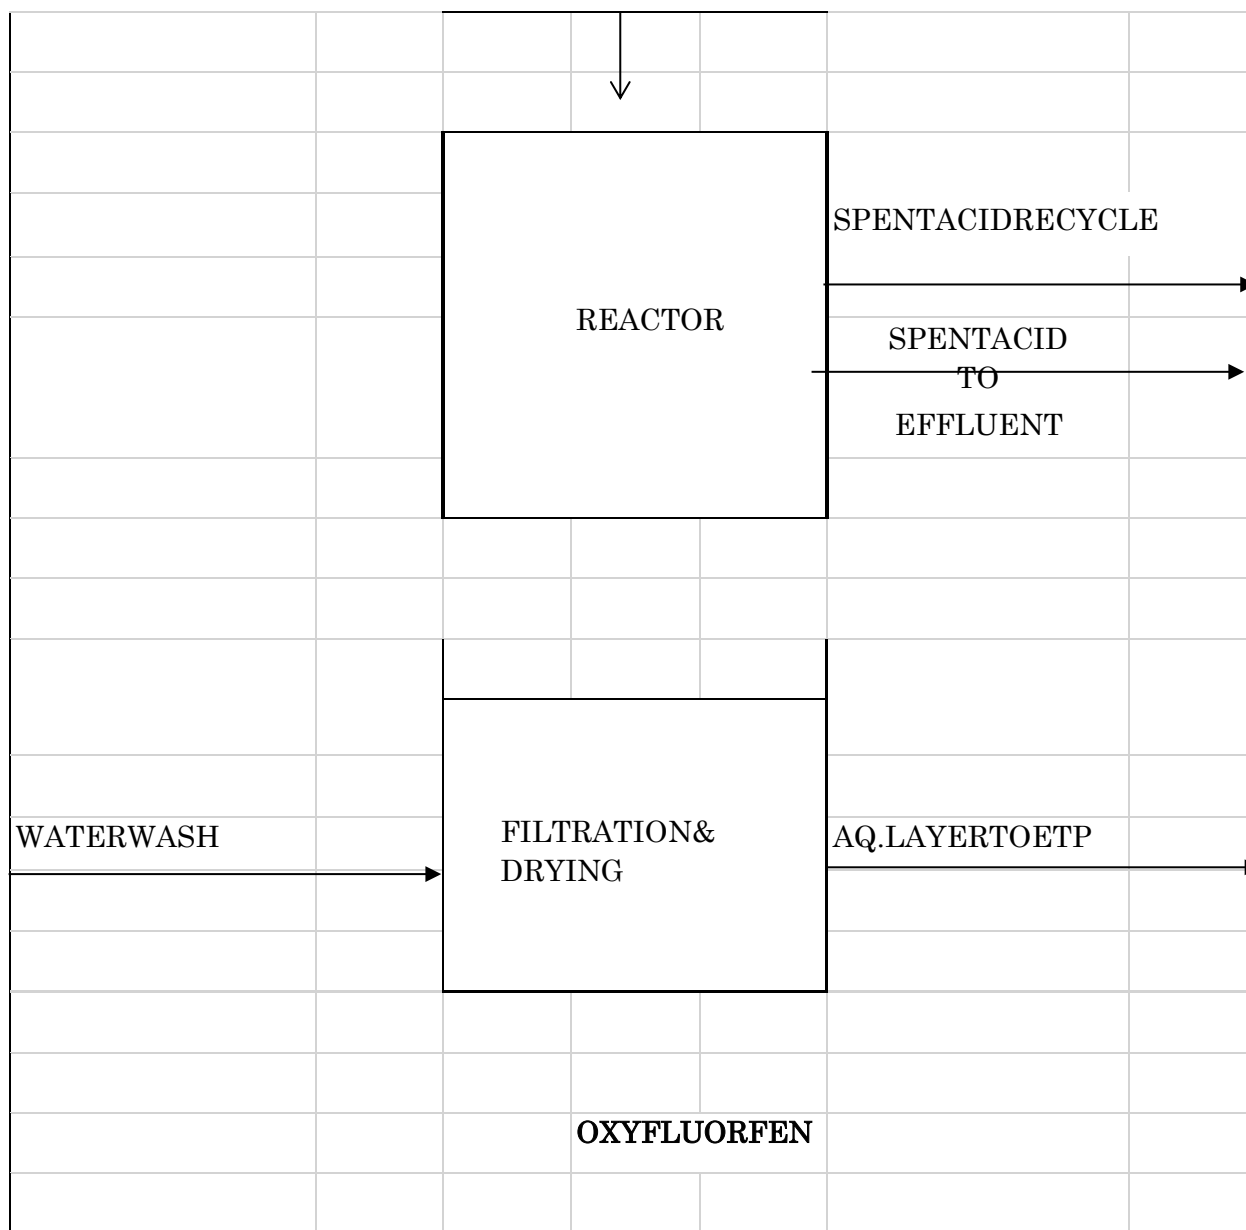 SPENTACIDRECYCLE
REACTOR
SPENTACID
TO
EFFLUENT
WATERWASH
FILTRATION&
DRYING
AQ.LAYERTOETP
OXYFLUORFEN